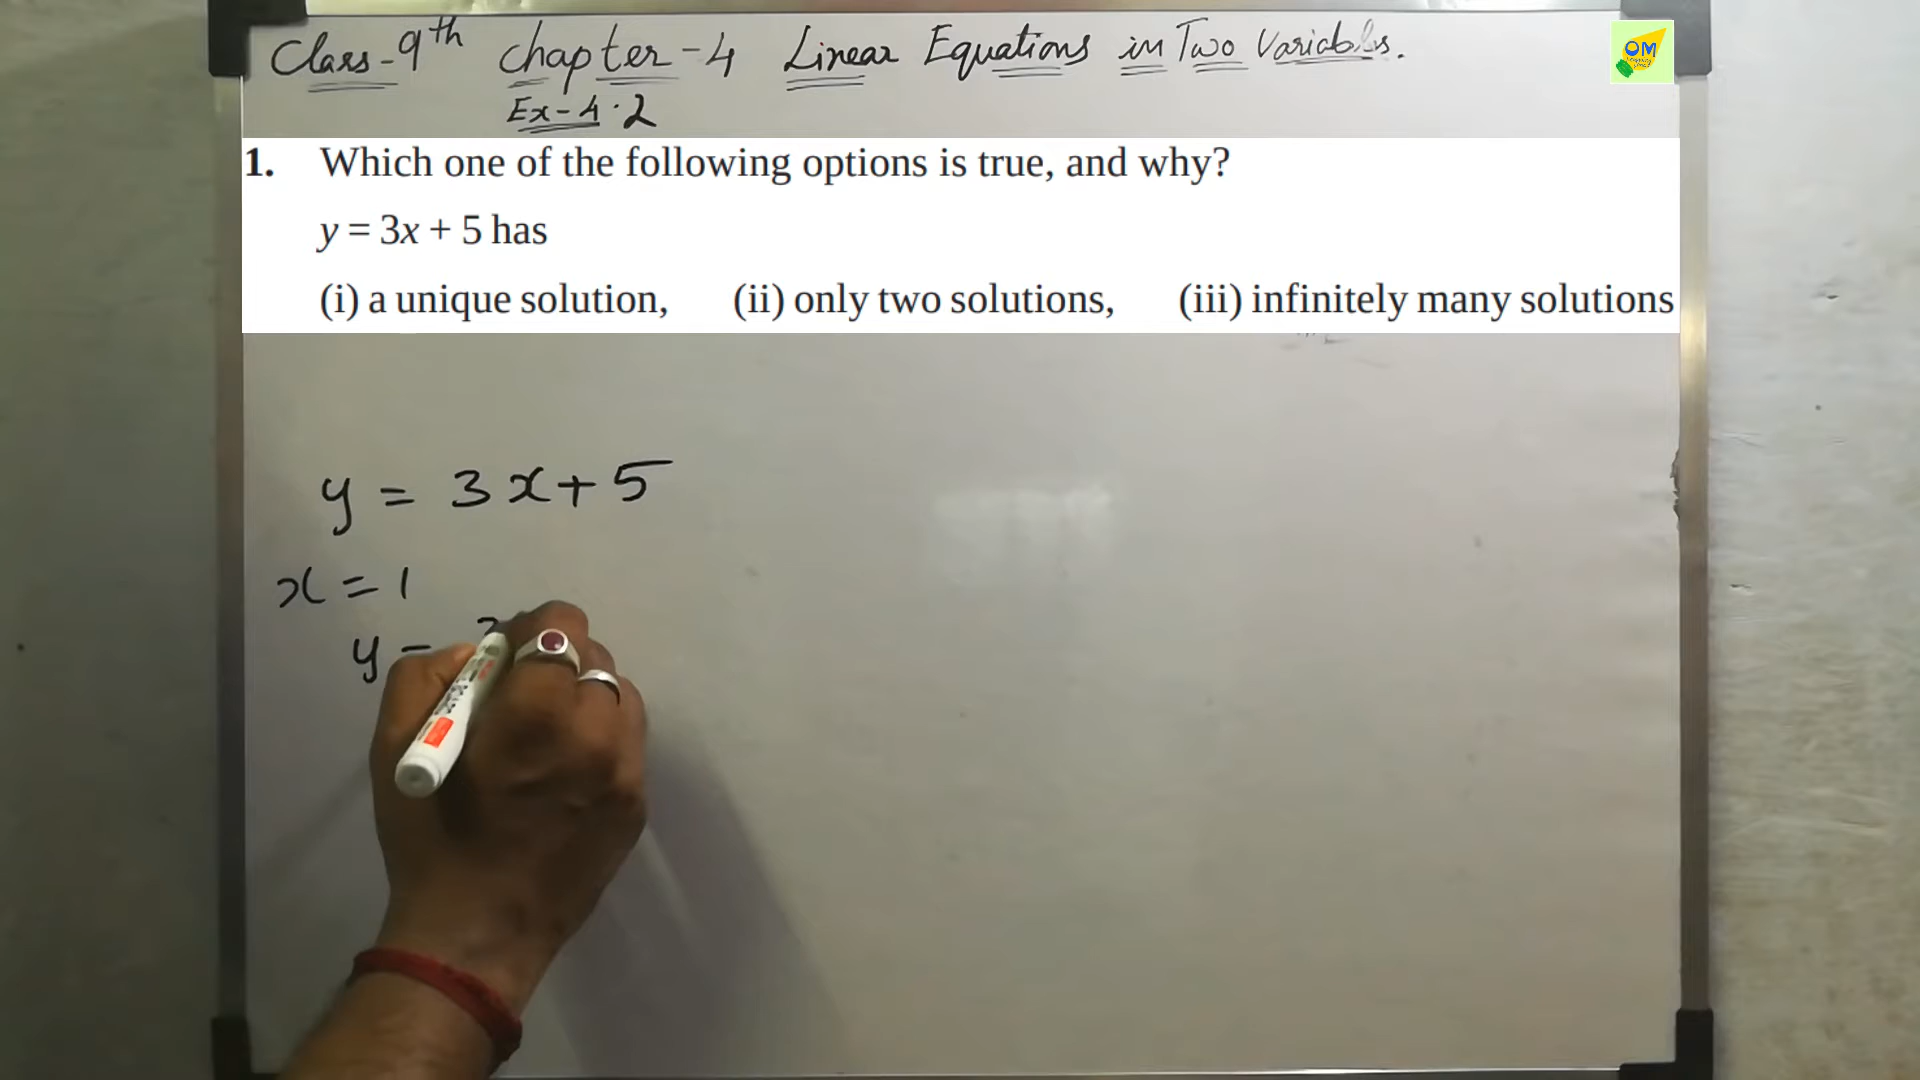 Class-9th Chapter-4 Linear Equations in Two Variables.
Ex-4.2
OM
1. Which one of the following options is true, and why?
y = 3x + 5 has
(i) a unique solution, (ii) only two solutions, (iii) infinitely many solutions
y = 3x+5
x = 1
y =